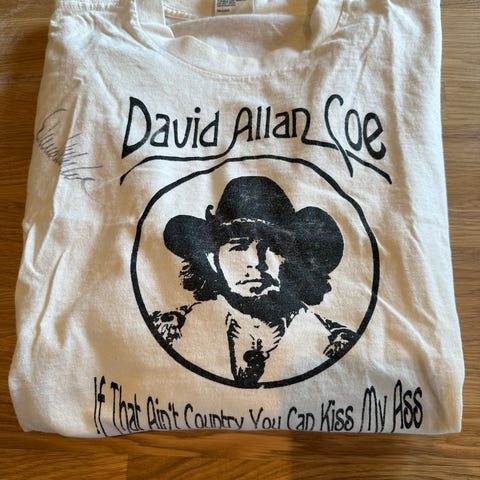 David Allan Coe
If That Ain't Country You Can Kiss My Ass